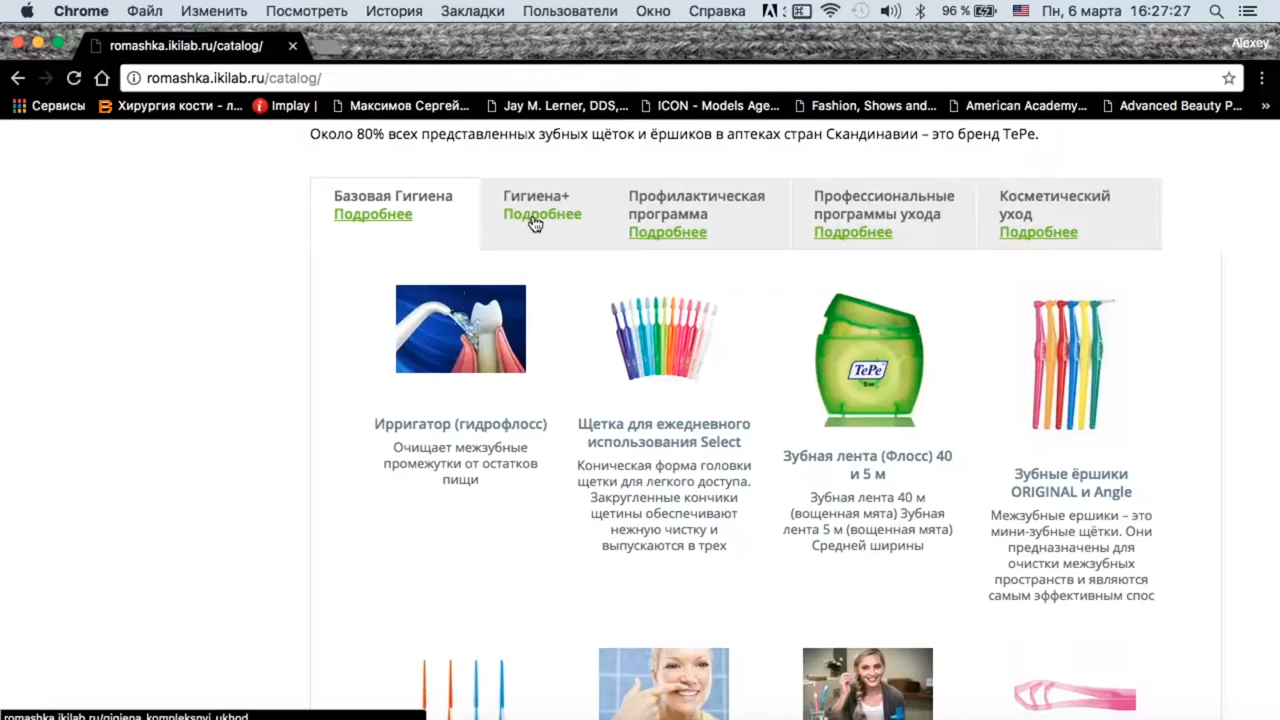 Chrome Файл Изменить Посмотреть История Закладки Пользователи Окно Справка 96 % Пн, 6 марта 16:27:27
romashka.ikilab.ru/catalog/
Alexey
romashka.ikilab.ru/catalog/
Сервисы Хирургия кости - л... Implay | Максимов Сергей... Jay M. Lerner, DDS,... ICON - Models Age... Fashion, Shows and... American Academy... Advanced Beauty P... »
Около 80% всех представленных зубных щёток и ёршиков в аптеках стран Скандинавии – это бренд TePe.
Базовая Гигиена
Подробнее
Гигиена+
Подробнее
Профилактическая
программа
Подробнее
Профессиональные
программы ухода
Подробнее
Косметический
уход
Подробнее
TePe
5м
Ирригатор (гидрофлосс)
Очищает межзубные
промежутки от остатков
пищи
Щетка для ежедневного
использования Select
Коническая форма головки
щетки для легкого доступа.
Закругленные кончики
щетины обеспечивают
нежную чистку и
выпускаются в трех
Зубная лента (Флосс) 40
и 5 м
Зубная лента 40 м
(вощенная мята) Зубная
лента 5 м (вощенная мята)
Средней ширины
Зубные ёршики
ORIGINAL и Angle
Межзубные ершики – это
мини-зубные щётки. Они
предназначены для
очистки межзубных
пространств и являются
самым эффективным спос
romashka.ikilab.ru/gigiena_kompleksnyi_ukhod